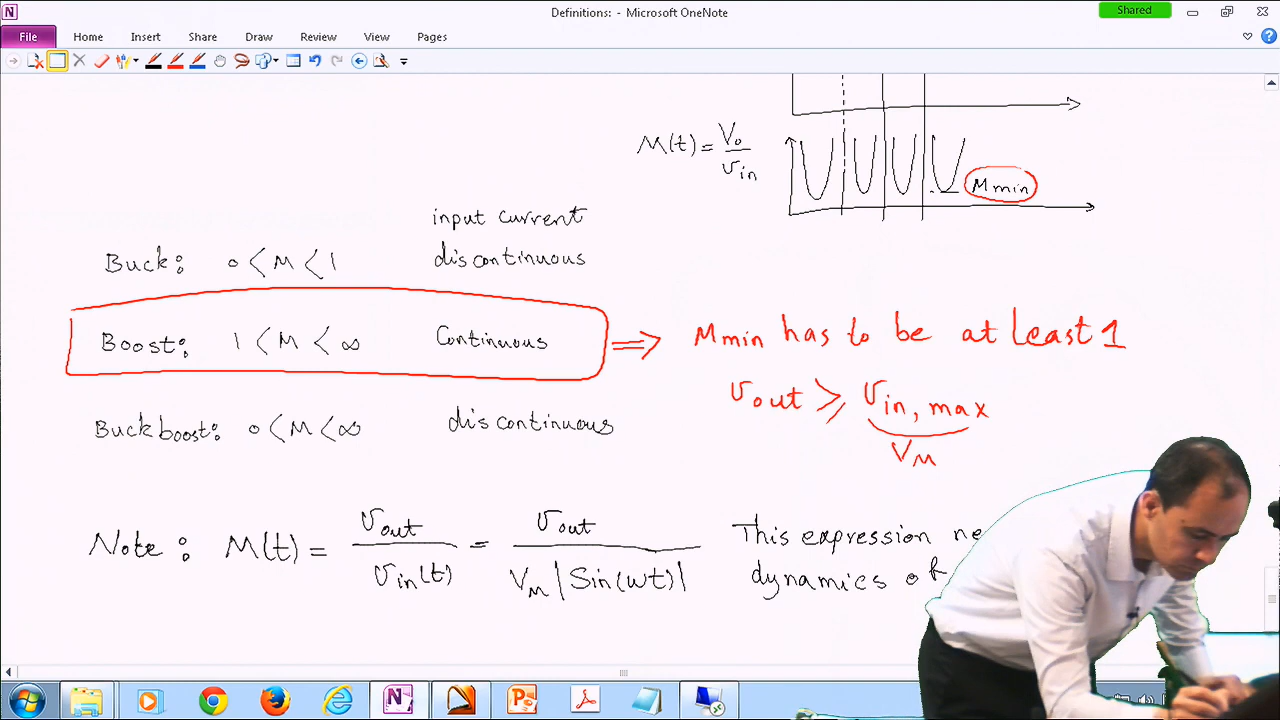 Definitions: - Microsoft OneNote
Shared
File Home Insert Share Draw Review View Pages
M(t) = Vo / vin
Mmin
input current
Buck: 0 < M < 1 discontinuous
Boost: 1 < M < ∞ Continuous ⇒ Mmin has to be at least 1
vout ≥ vin, max
VM
Buckboost: 0 < M < ∞ discontinuous
Note: M(t) = vout / vin(t) = vout / VM |Sin(ωt)| This expression ne
dynamics of